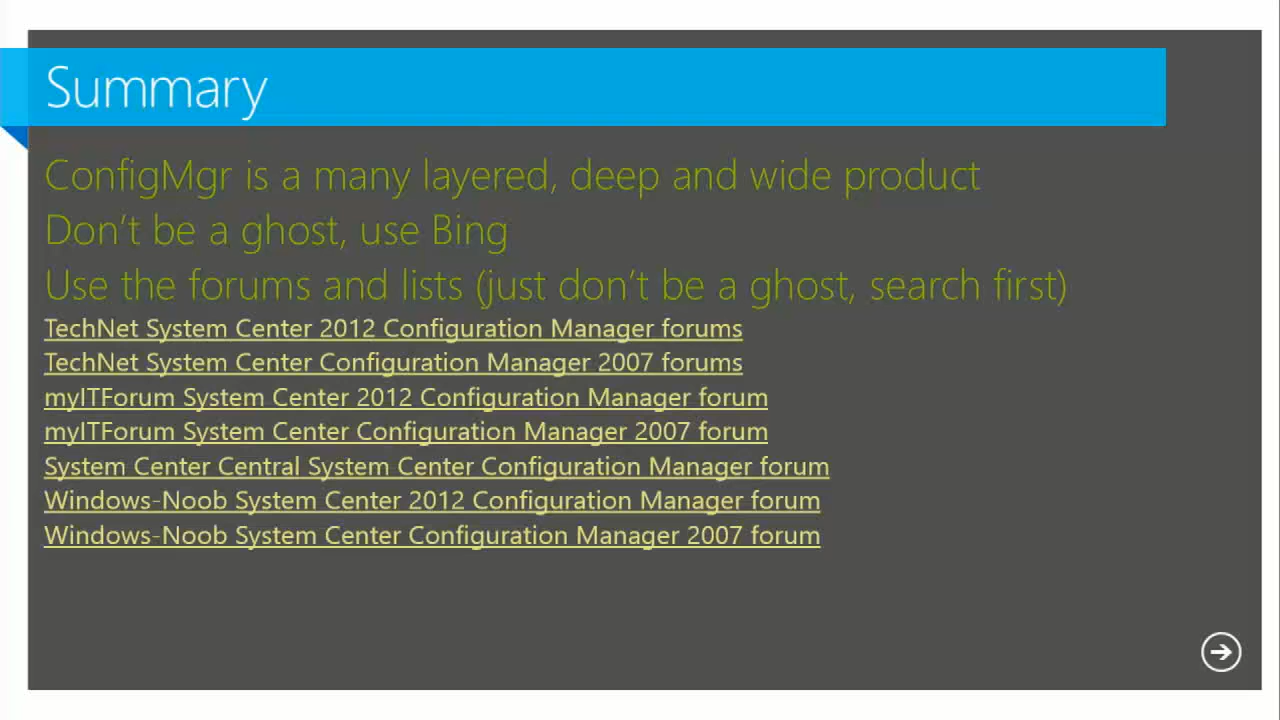 Summary
ConfigMgr is a many layered, deep and wide product
Don't be a ghost, use Bing
Use the forums and lists (just don't be a ghost, search first)
TechNet System Center 2012 Configuration Manager forums
TechNet System Center Configuration Manager 2007 forums
myITForum System Center 2012 Configuration Manager forum
myITForum System Center Configuration Manager 2007 forum
System Center Central System Center Configuration Manager forum
Windows-Noob System Center 2012 Configuration Manager forum
Windows-Noob System Center Configuration Manager 2007 forum